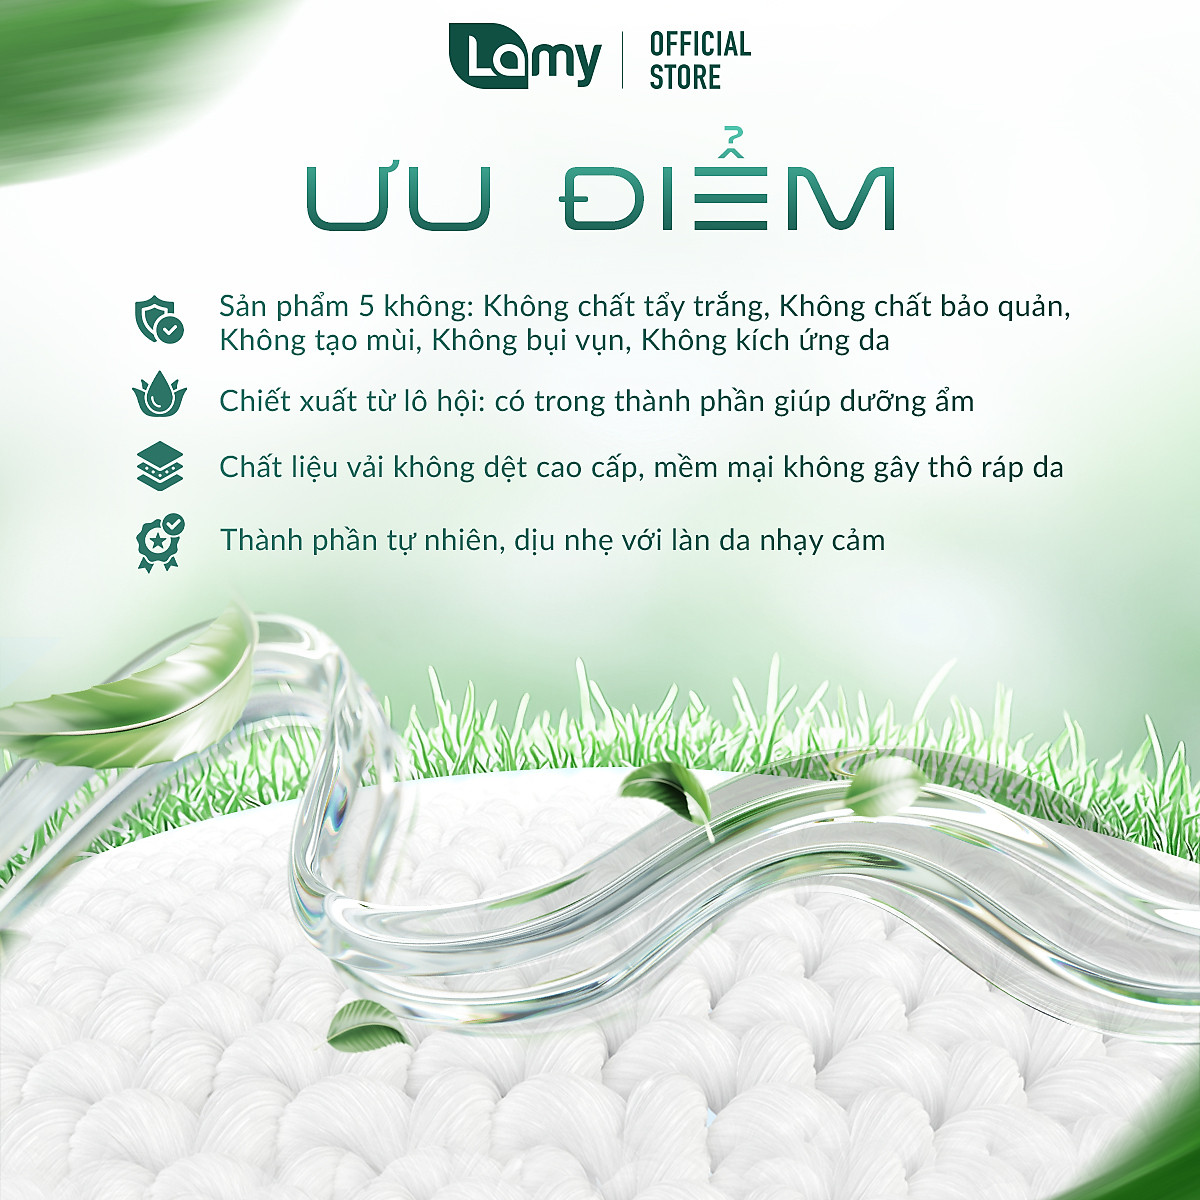 Lamy
OFFICIAL
STORE
ƯU ĐIỂM
Sản phẩm 5 không: Không chất tẩy trắng, Không chất bảo quản,
Không tạo mùi, Không bụi vụn, Không kích ứng da
Chiết xuất từ lô hội: có trong thành phần giúp dưỡng ẩm
Chất liệu vải không dệt cao cấp, mềm mại không gây thô ráp da
Thành phần tự nhiên, dịu nhẹ với làn da nhạy cảm